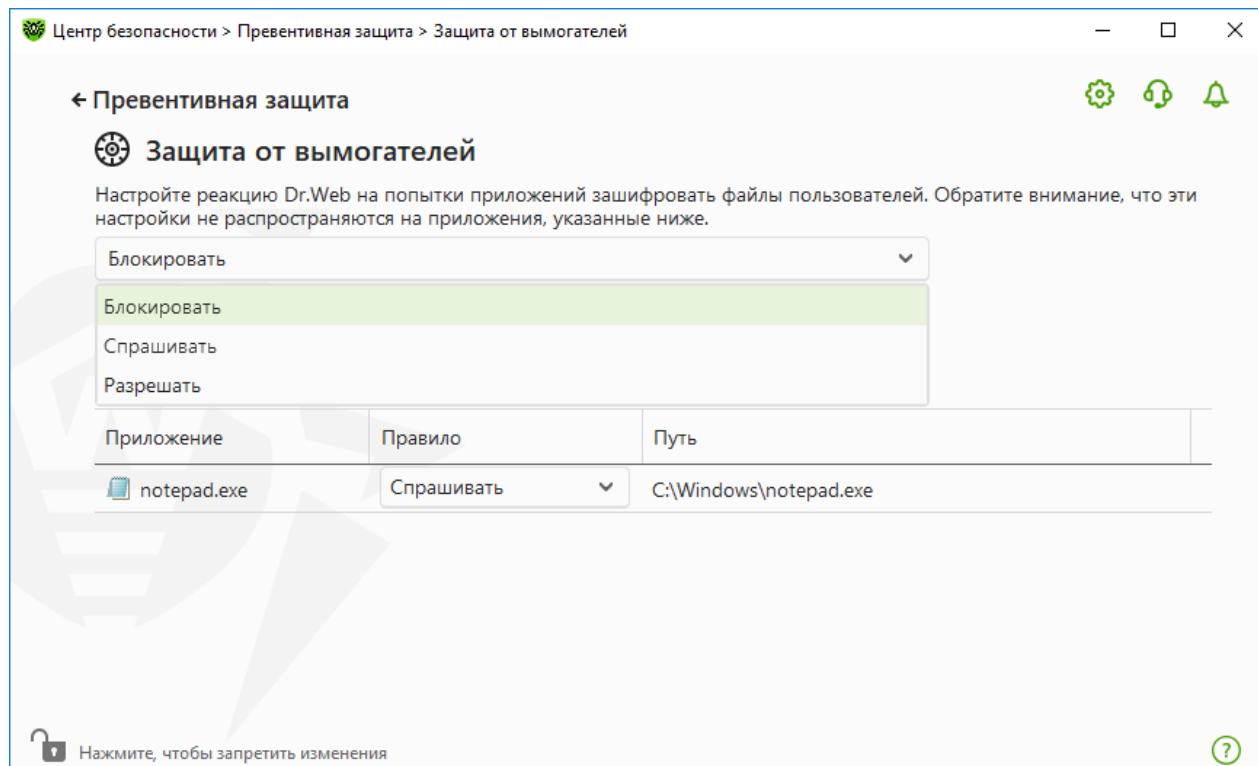 Центр безопасности > Превентивная защита > Защита от вымогателей
Превентивная защита
Защита от вымогателей
Настройте реакцию Dr.Web на попытки приложений зашифровать файлы пользователей. Обратите внимание, что эти
настройки не распространяются на приложения, указанные ниже.
Блокировать
Блокировать
Спрашивать
Разрешать
Приложение Правило Путь
notepad.exe Спрашивать C:\Windows\notepad.exe
Нажмите, чтобы запретить изменения